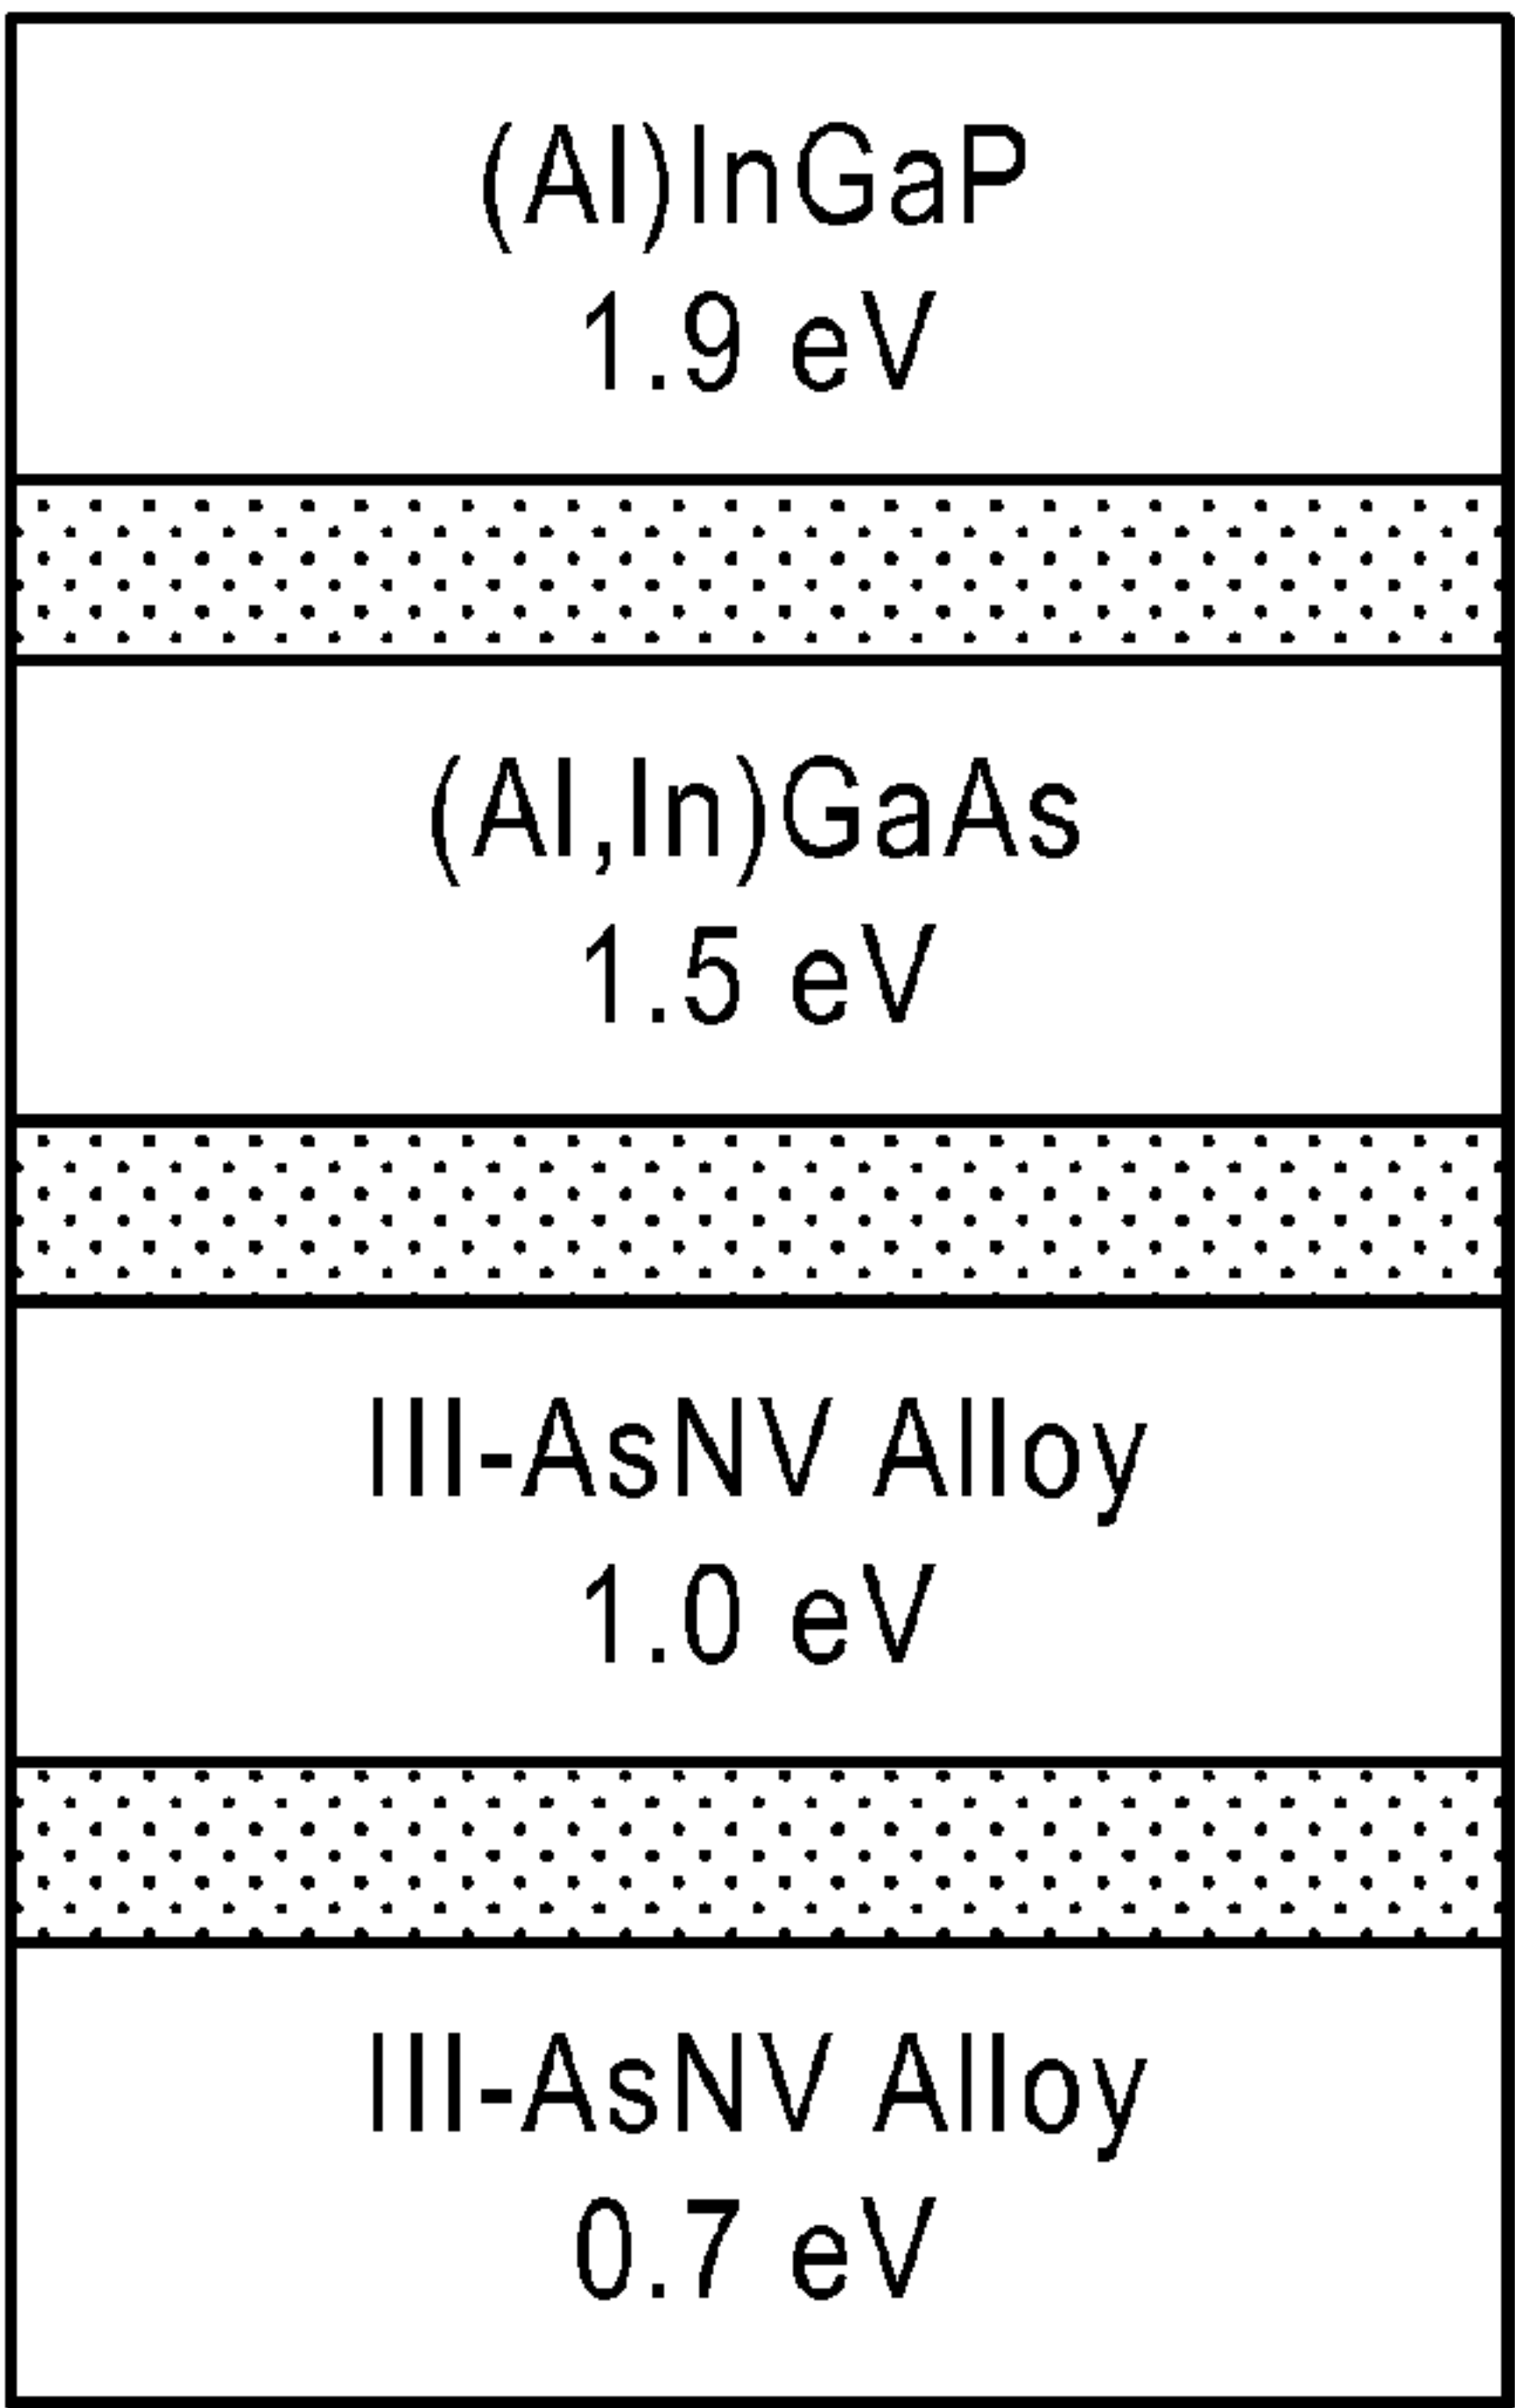 (Al)InGaP
1.9 eV
(Al,In)GaAs
1.5 eV
III-AsNV Alloy
1.0 eV
III-AsNV Alloy
0.7 eV